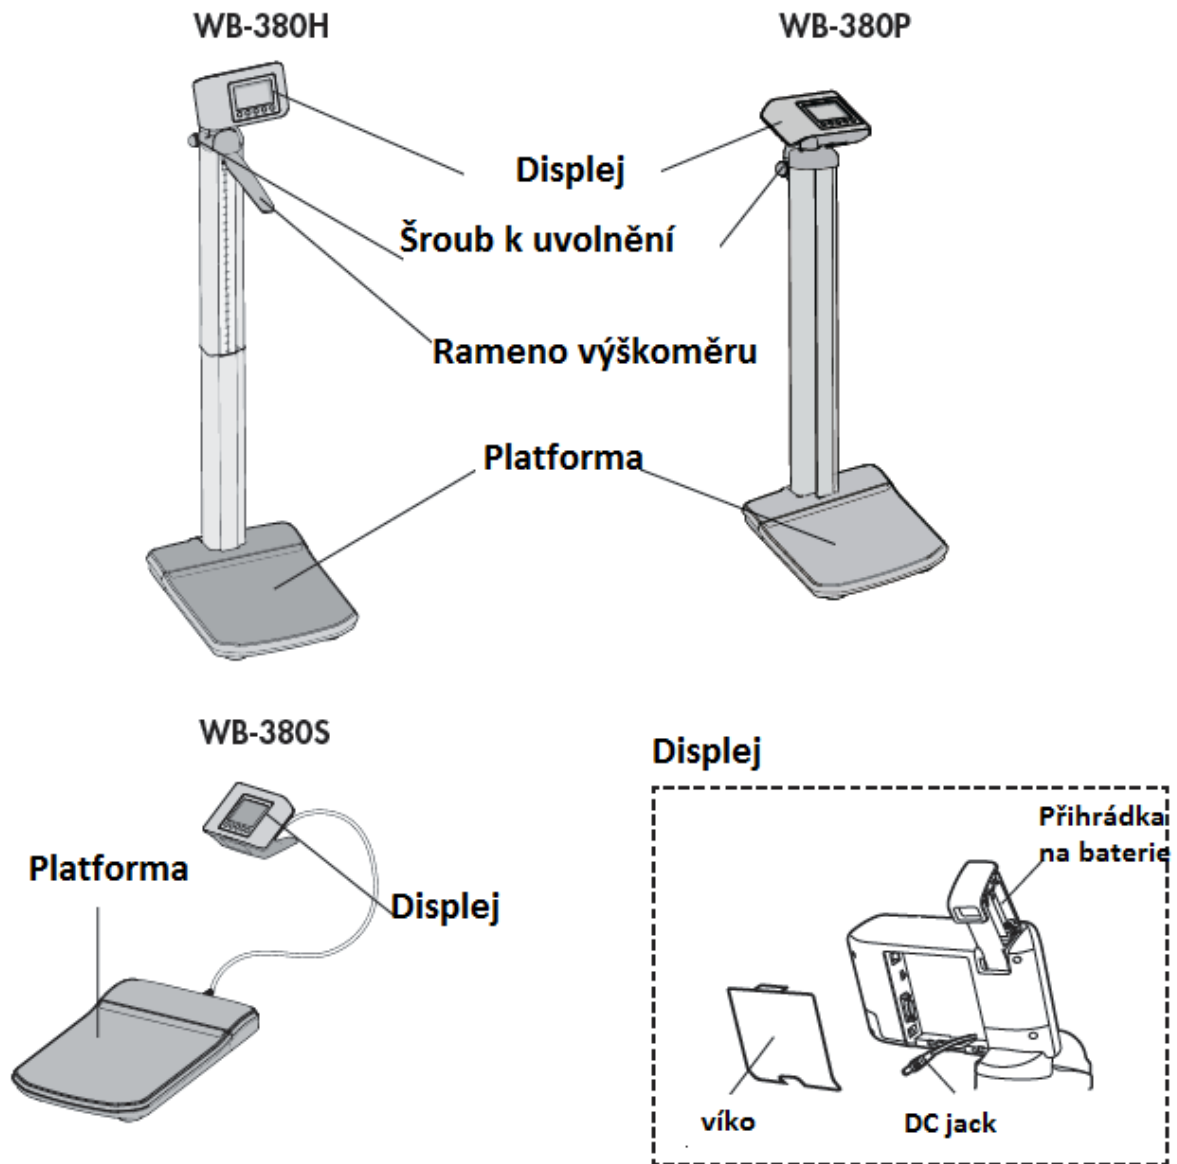 WB-380H
WB-380P
Displej
Šroub k uvolnění
Rameno výškoměru
Platforma
WB-380S
Displej
Platforma
Displej
Přihrádka
na baterie
víko
DC jack